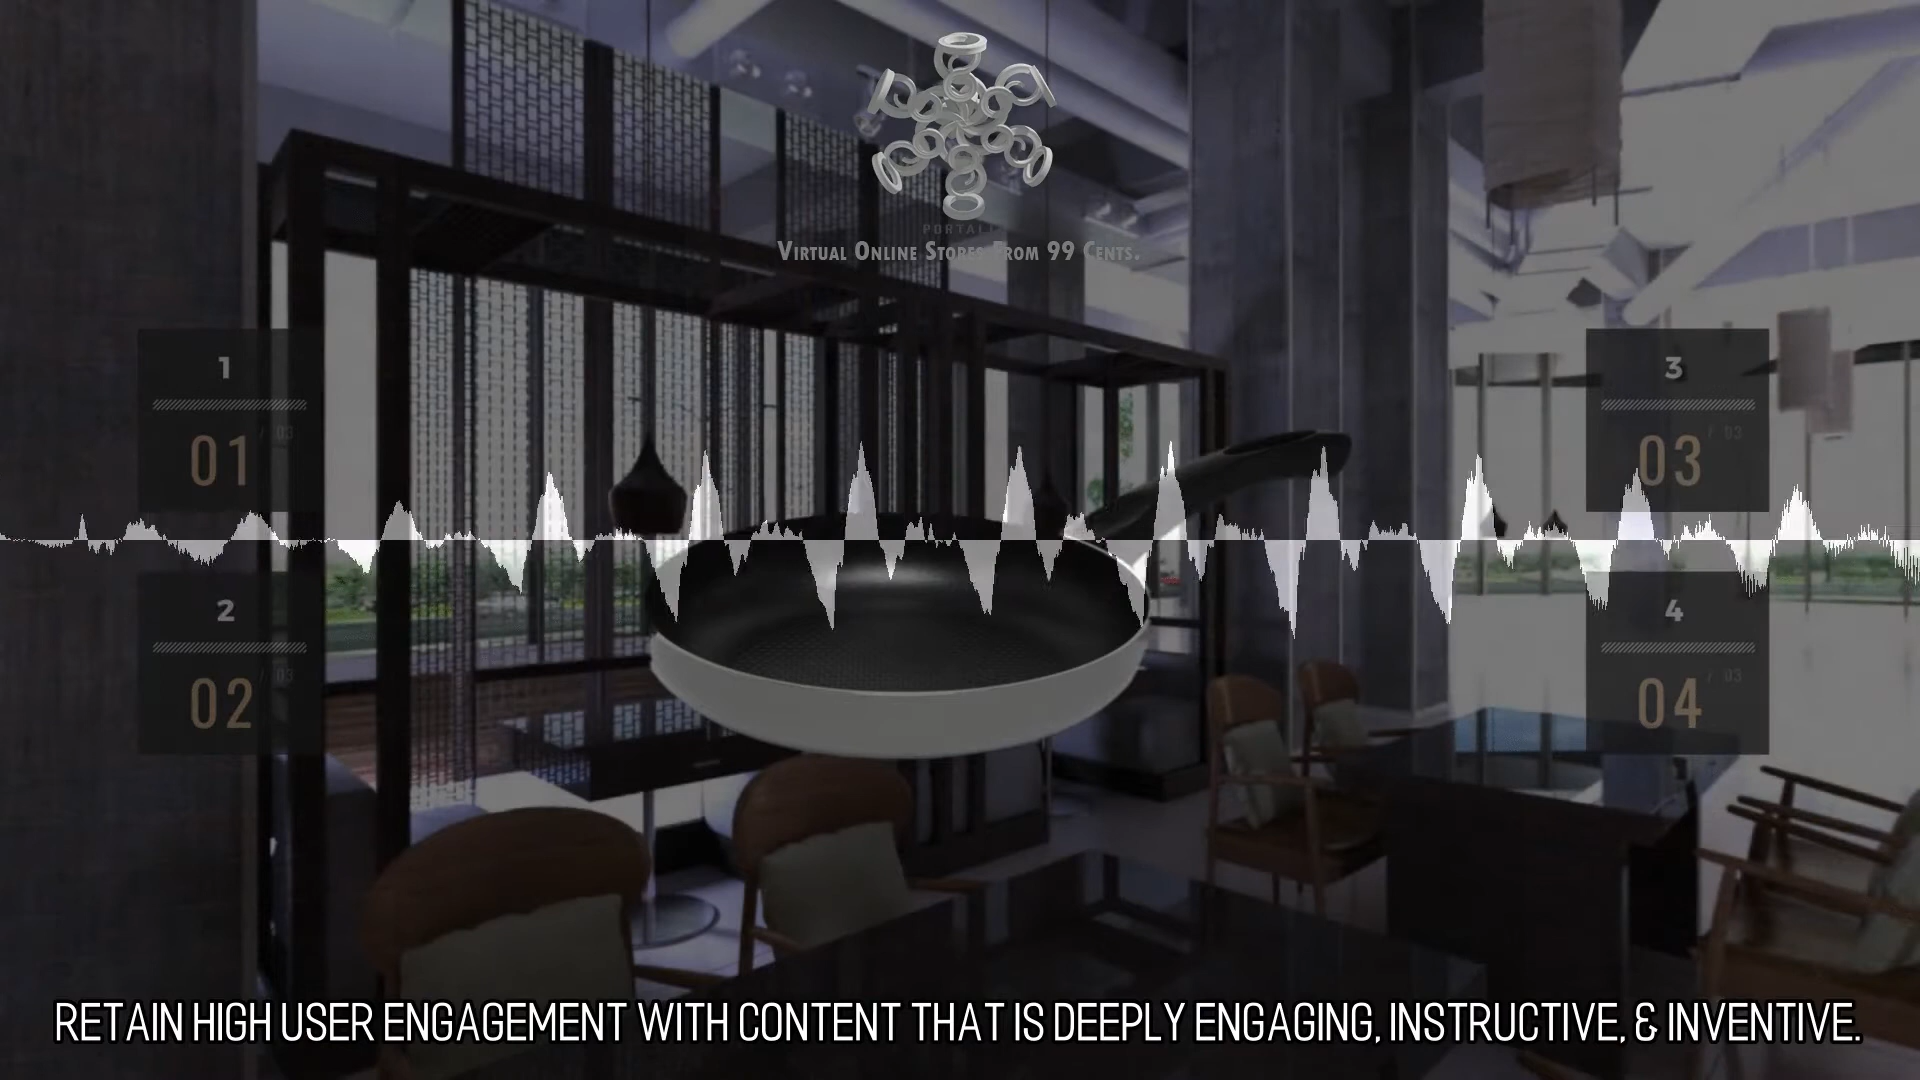 PORTAL
VIRTUAL ONLINE STORES FROM 99 CENTS.
1
01 / 03
2
02 / 03
3
03 / 03
4
04 / 03
RETAIN HIGH USER ENGAGEMENT WITH CONTENT THAT IS DEEPLY ENGAGING, INSTRUCTIVE, & INVENTIVE.